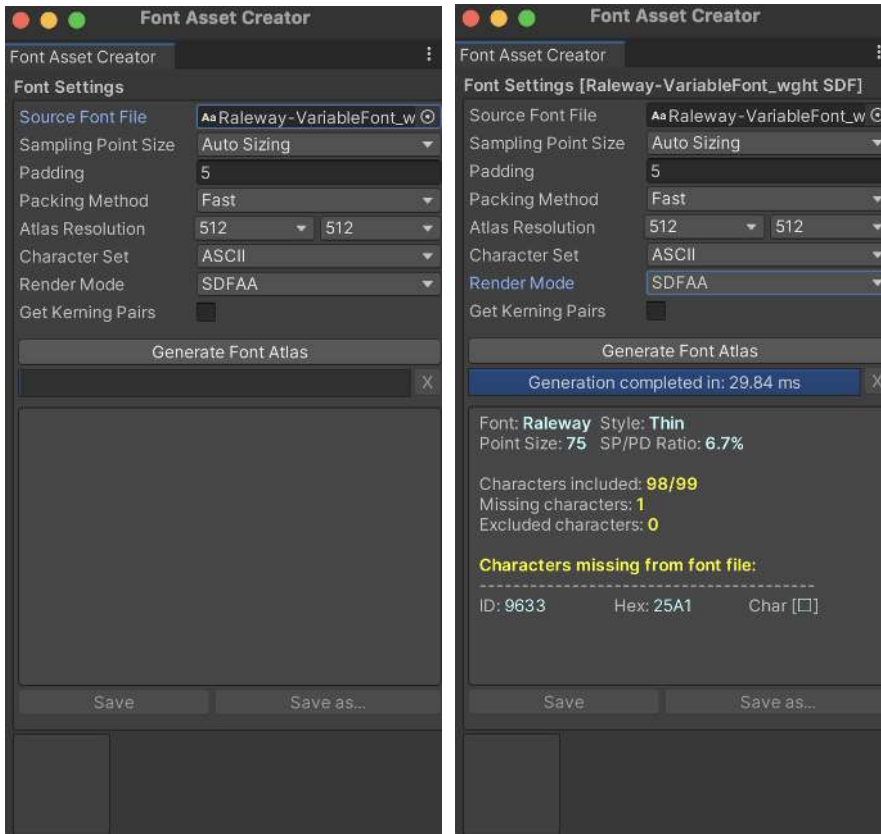 Font Asset Creator
Font Asset Creator
Font Settings
Source Font File
Aa Raleway-VariableFont_w
Sampling Point Size Auto Sizing
Padding 5
Packing Method Fast
Atlas Resolution 512 512
Character Set ASCII
Render Mode SDFAA
Get Kerning Pairs
Generate Font Atlas
X
Save Save as...
Font Asset Creator
Font Asset Creator
Font Settings [Raleway-VariableFont_wght SDF]
Source Font File
Aa Raleway-VariableFont_w
Sampling Point Size Auto Sizing
Padding 5
Packing Method Fast
Atlas Resolution 512 512
Character Set ASCII
Render Mode SDFAA
Get Kerning Pairs
Generate Font Atlas
Generation completed in: 29.84 ms X
Font: Raleway Style: Thin
Point Size: 75 SP/PD Ratio: 6.7%
Characters included: 98/99
Missing characters: 1
Excluded characters: 0
Characters missing from font file:
----------------------------------------
ID: 9633 Hex: 25A1 Char [□]
Save Save as...